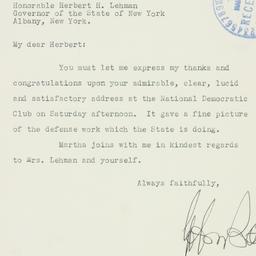 Honorable Herbert H. Lehman
Governor of the State of New York
Albany, New York.
My dear Herbert:
You must let me express my thanks and
congratulations upon your admirable, clear, lucid
and satisfactory address at the National Democratic
Club on Saturday afternoon. It gave a fine picture
of the defense work which the State is doing.
Martha joins with me in kindest regards
to Mrs. Lehman and yourself.
Always faithfully,